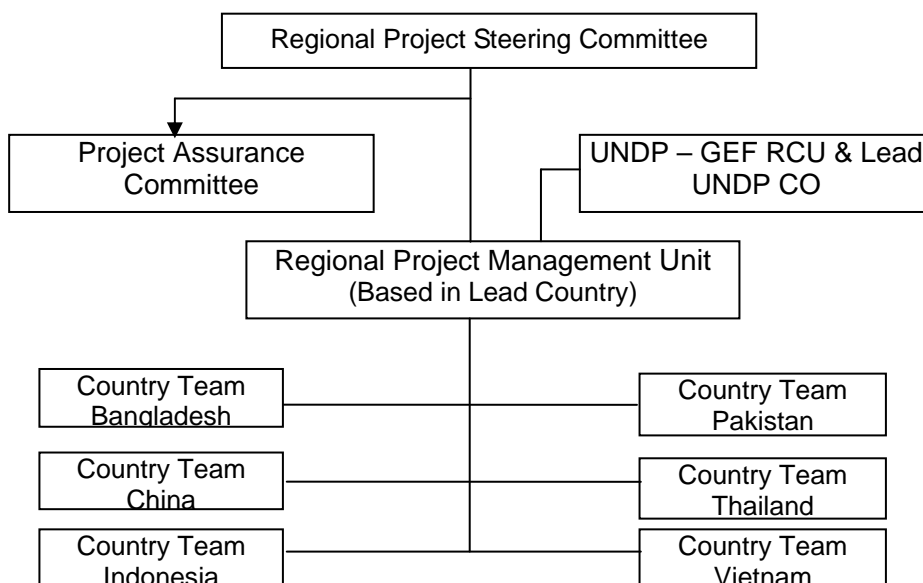 Regional Project Steering Committee
Project Assurance
Committee
UNDP – GEF RCU & Lead
UNDP CO
Regional Project Management Unit
(Based in Lead Country)
Country Team
Bangladesh
Country Team
Pakistan
Country Team
China
Country Team
Thailand
Country Team
Indonesia
Country Team
Vietnam